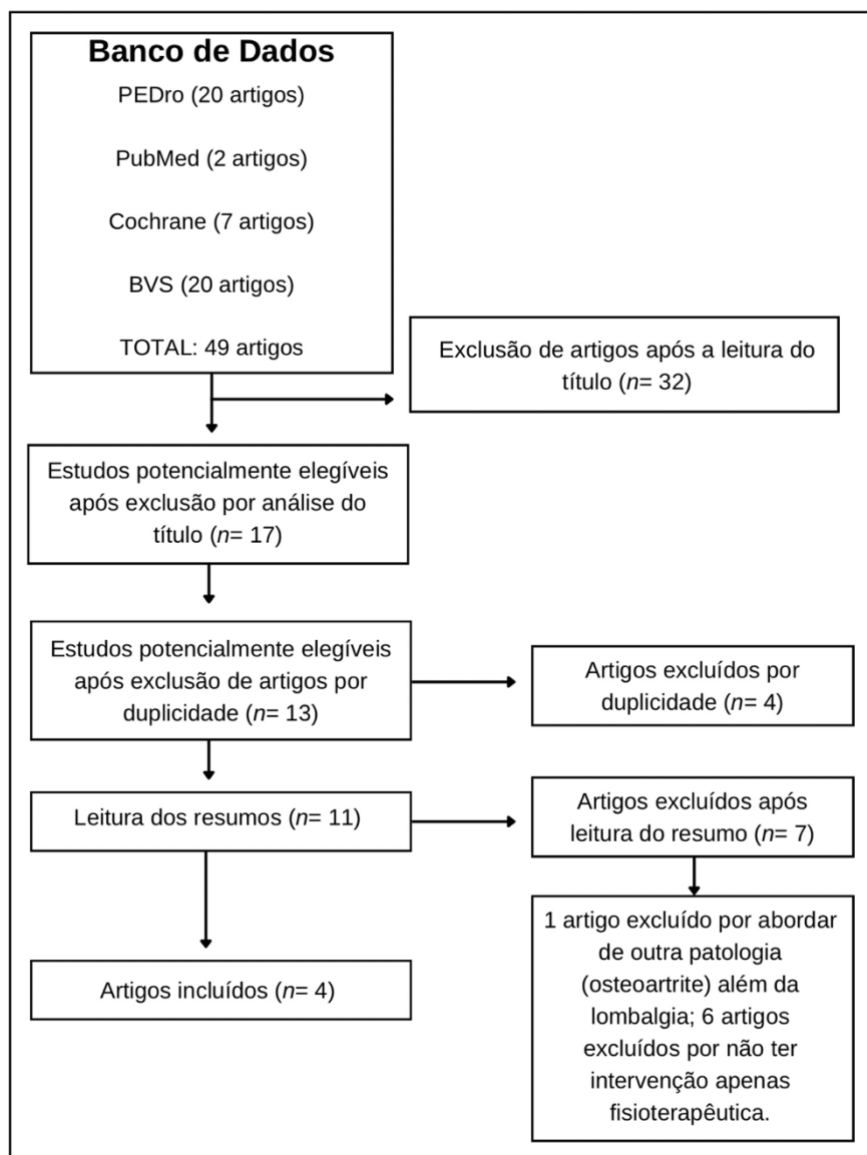 Banco de Dados
PEDro (20 artigos)
PubMed (2 artigos)
Cochrane (7 artigos)
BVS (20 artigos)
TOTAL: 49 artigos
Exclusão de artigos após a leitura do
título (n= 32)
Estudos potencialmente elegíveis
após exclusão por análise do
título (n= 17)
Estudos potencialmente elegíveis
após exclusão de artigos por
duplicidade (n= 13)
Artigos excluídos por
duplicidade (n= 4)
Leitura dos resumos (n= 11)
Artigos excluídos após
leitura do resumo (n= 7)
1 artigo excluído por abordar
de outra patologia
(osteoartrite) além da
lombalgia; 6 artigos
excluídos por não ter
intervenção apenas
fisioterapêutica.
Artigos incluídos (n= 4)